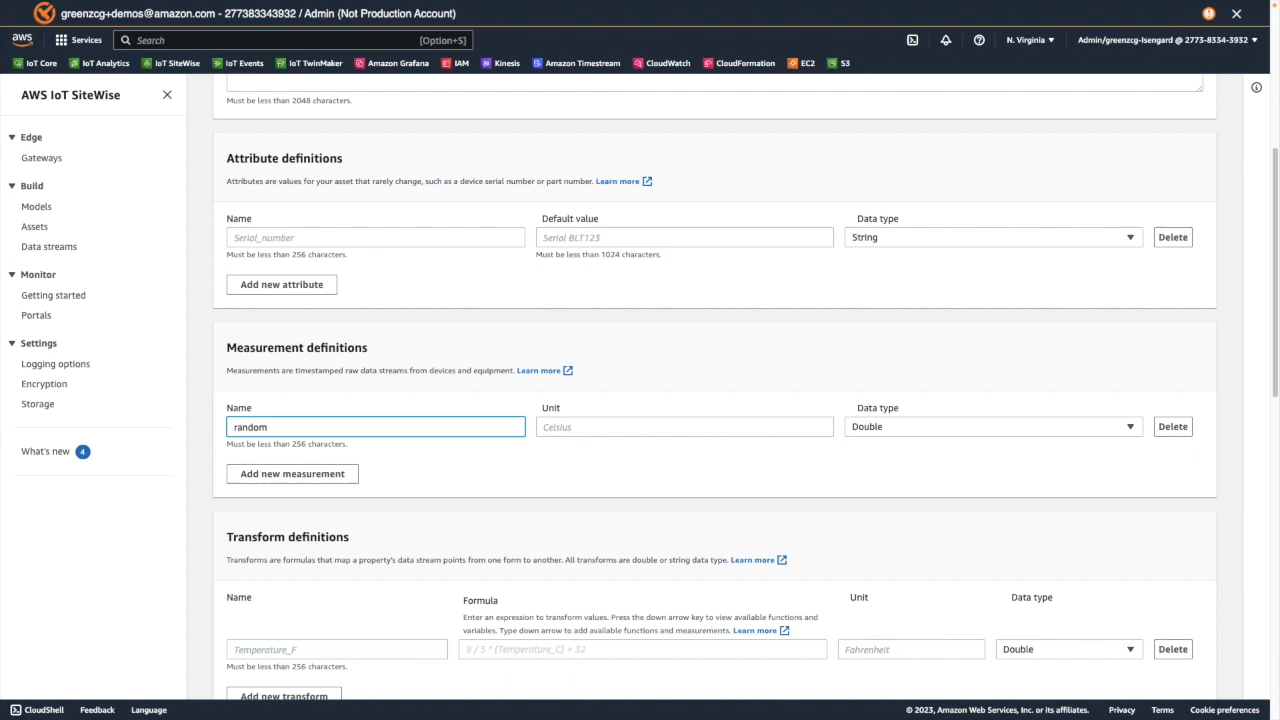 greenzcg+demos@amazon.com - 277383343932 / Admin (Not Production Account)
aws Services Search [Option+S] N. Virginia Admin/greenzcg-Isengard @ 2773-8334-3932
IoT Core IoT Analytics IoT SiteWise IoT Events IoT TwinMaker Amazon Grafana IAM Kinesis Amazon Timestream CloudWatch CloudFormation EC2 S3
AWS IoT SiteWise
Edge
Gateways
Build
Models
Assets
Data streams
Monitor
Getting started
Portals
Settings
Logging options
Encryption
Storage
What's new 4
Must be less than 2048 characters.
Attribute definitions
Attributes are values for your asset that rarely change, such as a device serial number or part number. Learn more
Name Default value Data type
Serial_number Serial BLT123 String Delete
Must be less than 256 characters. Must be less than 1024 characters.
Add new attribute
Measurement definitions
Measurements are timestamped raw data streams from devices and equipment. Learn more
Name Unit Data type
random Celsius Double Delete
Must be less than 256 characters.
Add new measurement
Transform definitions
Transforms are formulas that map a property's data stream points from one form to another. All transforms are double or string data type. Learn more
Name Formula Unit Data type
Enter an expression to transform values. Press the down arrow key to view available functions and
variables. Type down arrow to add available functions and measurements. Learn more
Temperature_F 9 / 5 * {Temperature_C} + 32 Fahrenheit Double Delete
Must be less than 256 characters.
Add new transform
CloudShell Feedback Language © 2023, Amazon Web Services, Inc. or its affiliates. Privacy Terms Cookie preferences